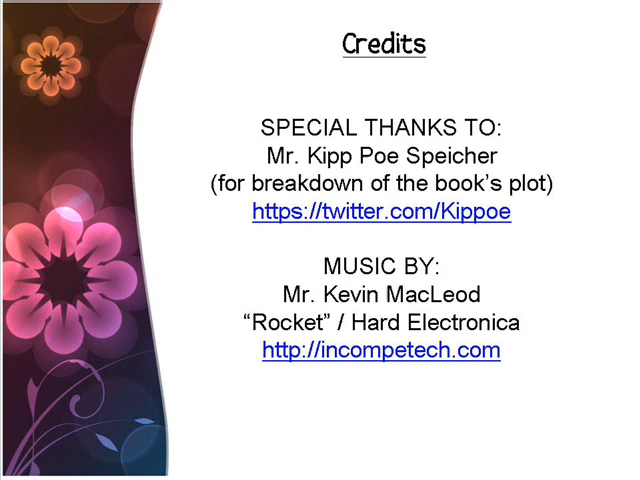 Credits
SPECIAL THANKS TO:
Mr. Kipp Poe Speicher
(for breakdown of the book’s plot)
https://twitter.com/Kippoe
MUSIC BY:
Mr. Kevin MacLeod
“Rocket” / Hard Electronica
http://incompetech.com